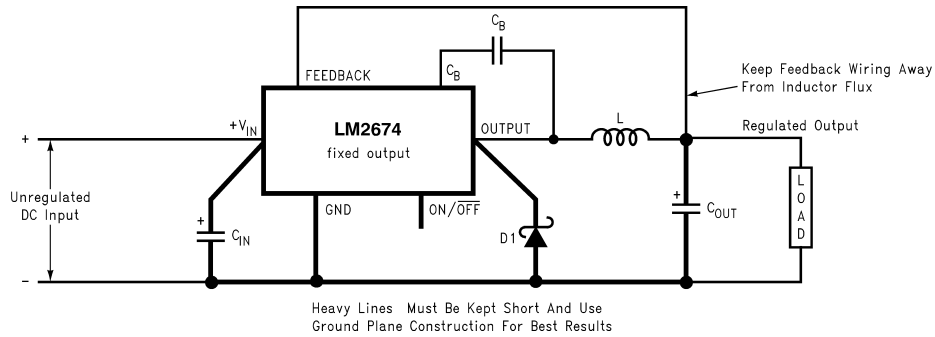 C_B
FEEDBACK
C_B
Keep Feedback Wiring Away
From Inductor Flux
+V_IN
LM2674
fixed output
OUTPUT
L
Regulated Output
+
Unregulated
DC Input
−
+
C_IN
GND
ON/O̅F̅F̅
D1
+
C_OUT
LOAD
Heavy Lines Must Be Kept Short And Use
Ground Plane Construction For Best Results